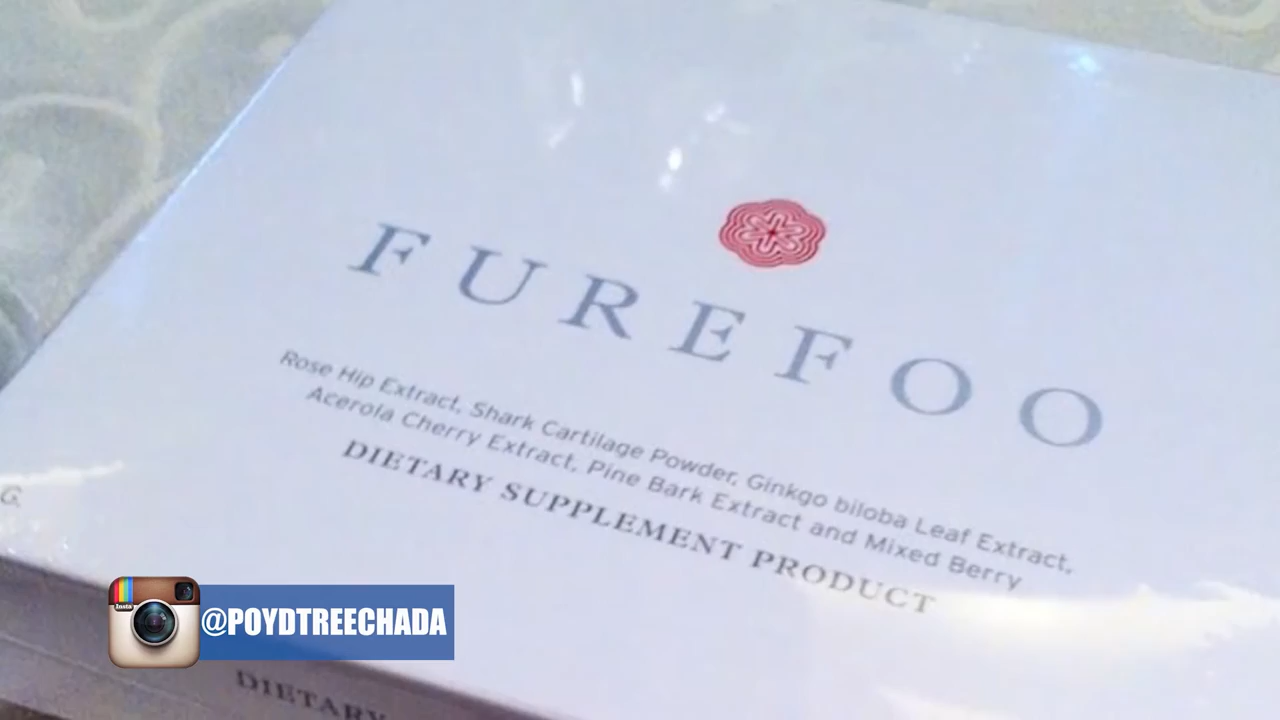 FUREFOO
Rose Hip Extract, Shark Cartilage Powder, Ginkgo biloba Leaf Extract,
Acerola Cherry Extract, Pine Bark Extract and Mixed Berry
DIETARY SUPPLEMENT PRODUCT
G.
Insta
@POYDTREECHADA
DIETARY